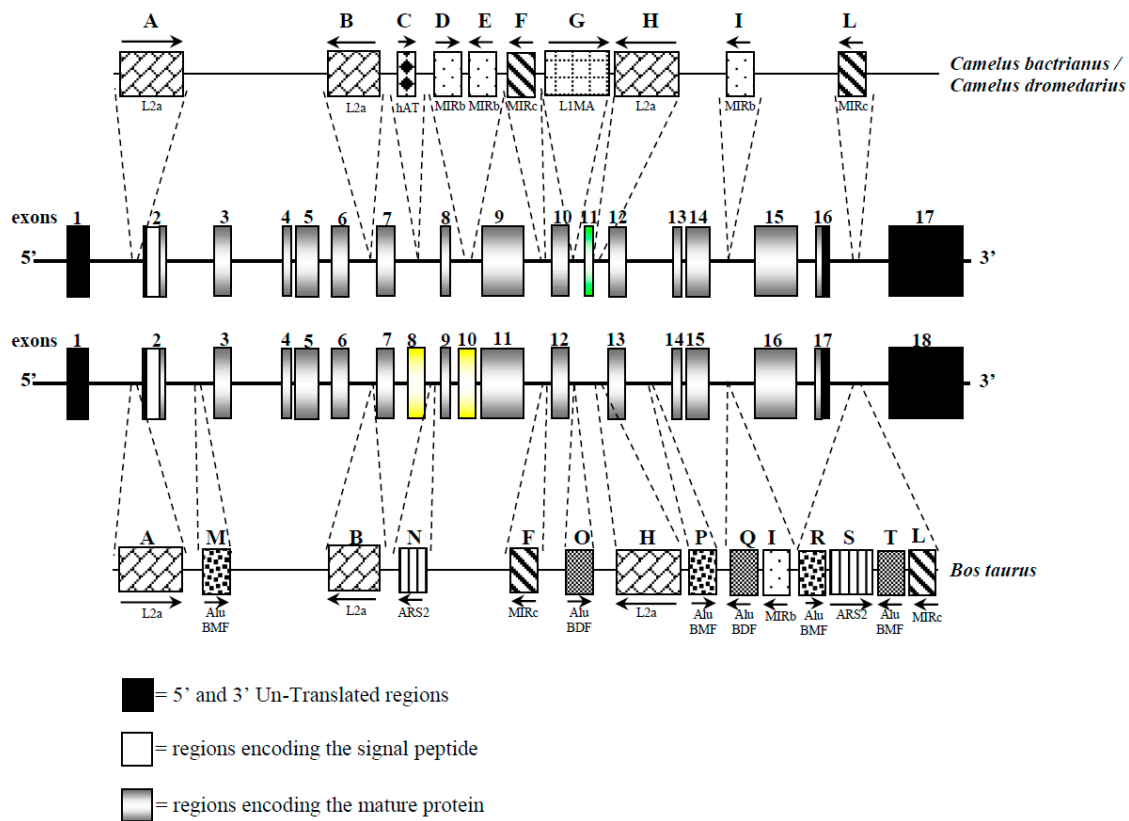 A B C D E F G H I L
Camelus bactrianus /
Camelus dromedarius
L2a L2a hAT MIRb MIRb MIRc L1MA L2a MIRb MIRc
exons 1 2 3 4 5 6 7 8 9 10 11 12 13 14 15 16 17
5’ 3’
exons 1 2 3 4 5 6 7 8 9 10 11 12 13 14 15 16 17 18
5’ 3’
A M B N F O H P Q I R S T L
Bos taurus
L2a Alu L2a ARS2 MIRc Alu L2a Alu Alu MIRb Alu ARS2 Alu MIRc
BMF BDF BMF BDF BMF BMF
= 5’ and 3’ Un-Translated regions
= regions encoding the signal peptide
= regions encoding the mature protein